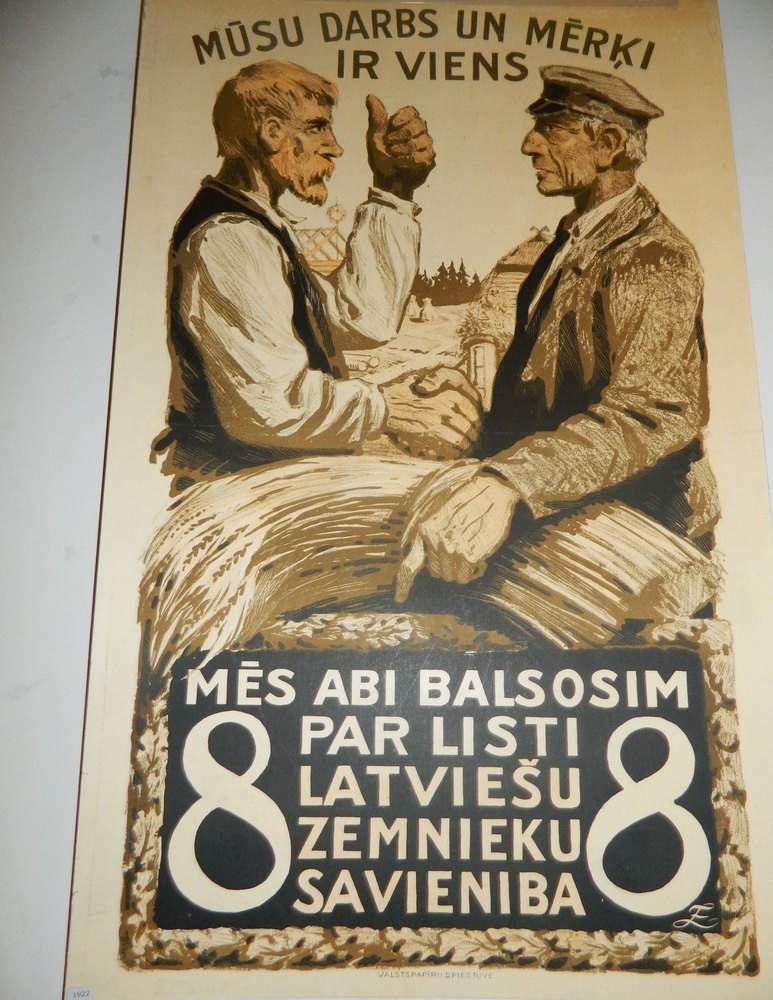 MŪSU DARBS UN MĒRĶI
IR VIENS
MĒS ABI BALSOSIM
8 PAR LISTI 8
LATVIEŠU
ZEMNIEKU
SAVIENIBA
VALSTSPAPĪRU SPIESTUVE
1922